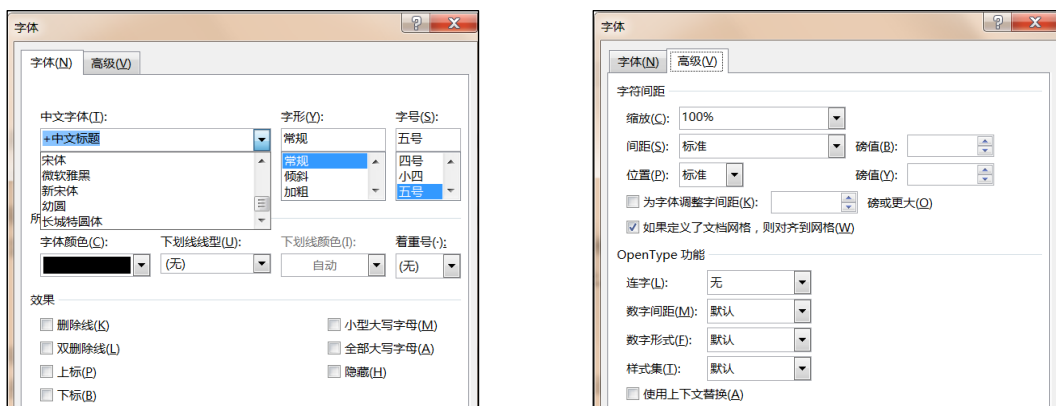 字体
字体(N) 高级(V)
中文字体(T): 字形(Y): 字号(S):
+中文标题 常规 五号
宋体 常规 四号
微软雅黑 倾斜 小四
新宋体 加粗 五号
幼圆
所
长城特圆体
字体颜色(C): 下划线线型(U): 下划线颜色(I): 着重号(·):
(无) 自动 (无)
效果
删除线(K) 小型大写字母(M)
双删除线(L) 全部大写字母(A)
上标(P) 隐藏(H)
下标(B)
字体
字体(N) 高级(V)
字符间距
缩放(C): 100%
间距(S): 标准 磅值(B):
位置(P): 标准 磅值(Y):
为字体调整字间距(K): 磅或更大(O)
如果定义了文档网格，则对齐到网格(W)
OpenType 功能
连字(L): 无
数字间距(M): 默认
数字形式(F): 默认
样式集(T): 默认
使用上下文替换(A)